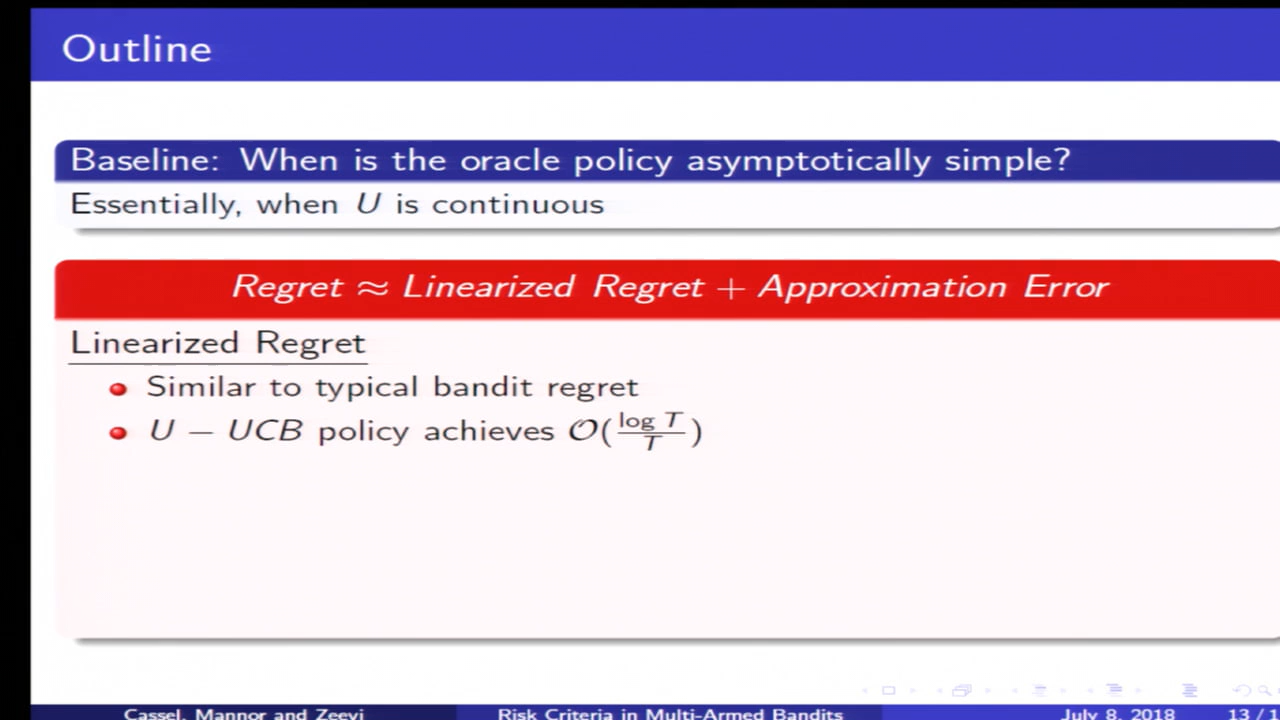 Outline
Baseline: When is the oracle policy asymptotically simple?
Essentially, when U is continuous
Regret ≈ Linearized Regret + Approximation Error
Linearized Regret
Similar to typical bandit regret
U − UCB policy achieves O(log T / T)
Cassel, Mannor and Zeevi Risk Criteria in Multi-Armed Bandits July 8, 2018 13 / 1